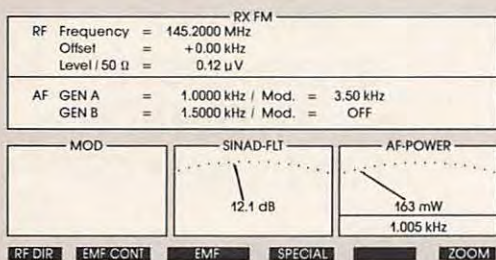 RX FM
RF Frequency = 145.2000 MHz
Offset = +0.00 kHz
Level / 50 Ω = 0.12 µV
AF GEN A = 1.0000 kHz / Mod. = 3.50 kHz
GEN B = 1.5000 kHz / Mod. = OFF
MOD SINAD-FLT AF-POWER
12.1 dB 163 mW
1.005 kHz
RF DIR EMF CONT EMF SPECIAL ZOOM